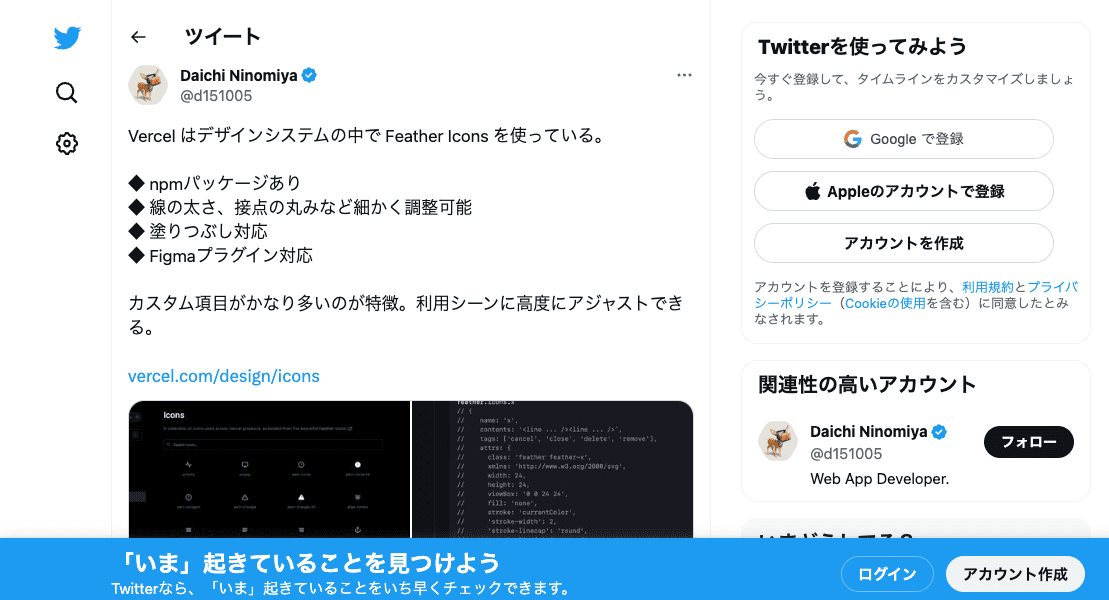 ツイート
Daichi Ninomiya
@d151005
Vercel はデザインシステムの中で Feather Icons を使っている。
◆ npmパッケージあり
◆ 線の太さ、接点の丸みなど細かく調整可能
◆ 塗りつぶし対応
◆ Figmaプラグイン対応
カスタム項目がかなり多いのが特徴。利用シーンに高度にアジャストでき
る。
vercel.com/design/icons
Icons
feather.icons.x
// {
// name: 'x',
// contents: '<line ... /><line ... />`,
// tags: ['cancel', 'close', 'delete', 'remove'],
// attrs: {
// class: 'feather feather-x',
// xmlns: 'http://www.w3.org/2000/svg',
// width: 24,
// height: 24,
// viewBox: '0 0 24 24',
// fill: 'none',
// stroke: 'currentColor',
// 'stroke-width': 2,
// 'stroke-linecap': 'round',
Twitterを使ってみよう
今すぐ登録して、タイムラインをカスタマイズしましょ
う。
Google で登録
Appleのアカウントで登録
アカウントを作成
アカウントを登録することにより、利用規約とプライバ
シーポリシー（Cookieの使用を含む）に同意したとみ
なされます。
関連性の高いアカウント
Daichi Ninomiya
@d151005
フォロー
Web App Developer.
「いま」起きていることを見つけよう
Twitterなら、「いま」起きていることをいち早くチェックできます。
ログイン
アカウント作成